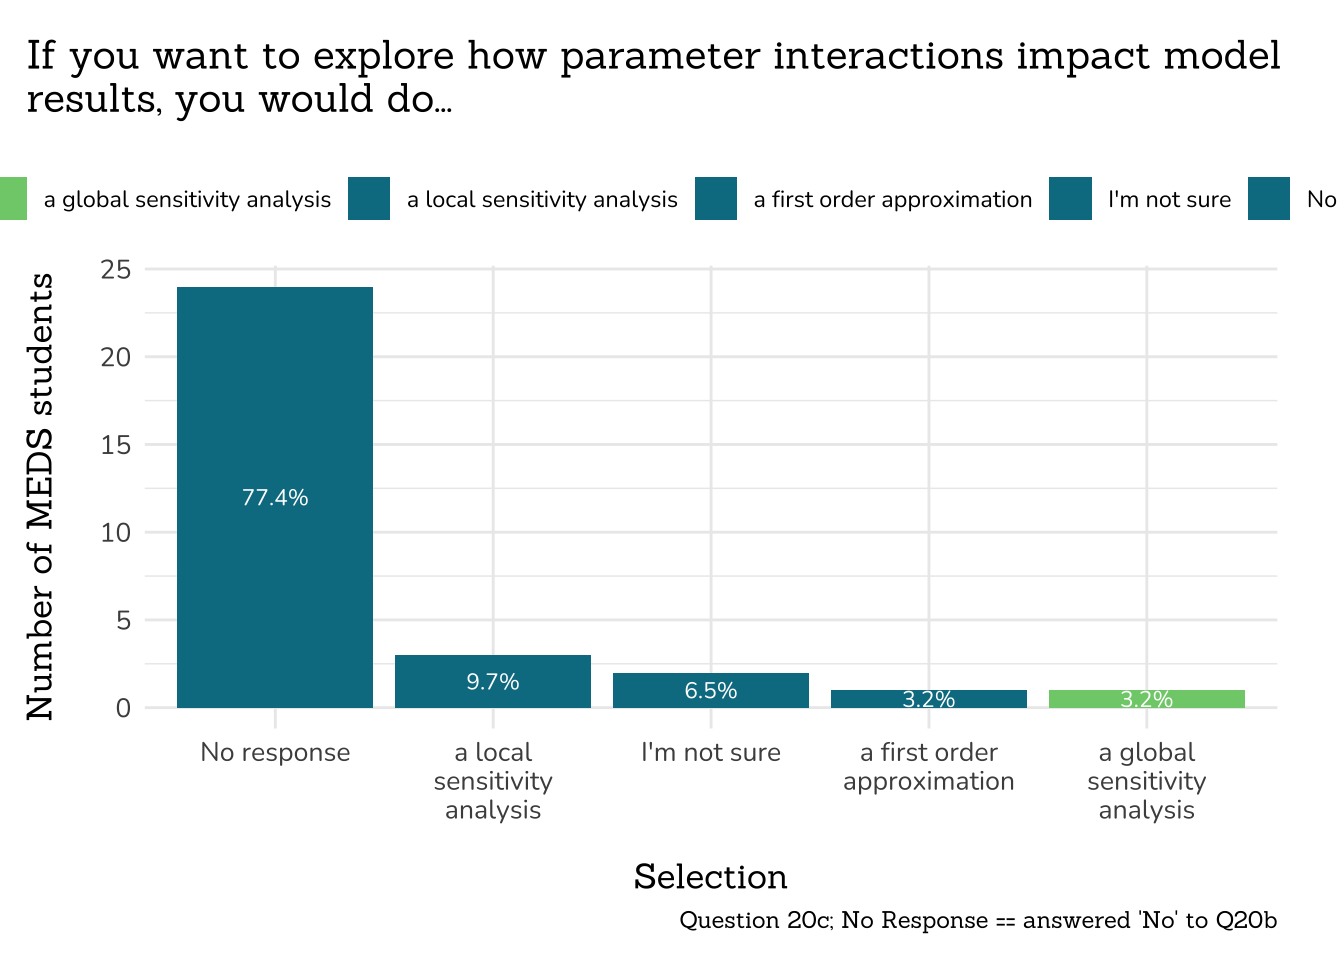 If you want to explore how parameter interactions impact model
results, you would do...
a global sensitivity analysis a local sensitivity analysis a first order approximation I'm not sure No
Number of MEDS students
25
20
15
10
5
0
77.4%
9.7%
6.5%
3.2%
3.2%
No response
a local
sensitivity
analysis
I'm not sure
a first order
approximation
a global
sensitivity
analysis
Selection
Question 20c; No Response == answered 'No' to Q20b